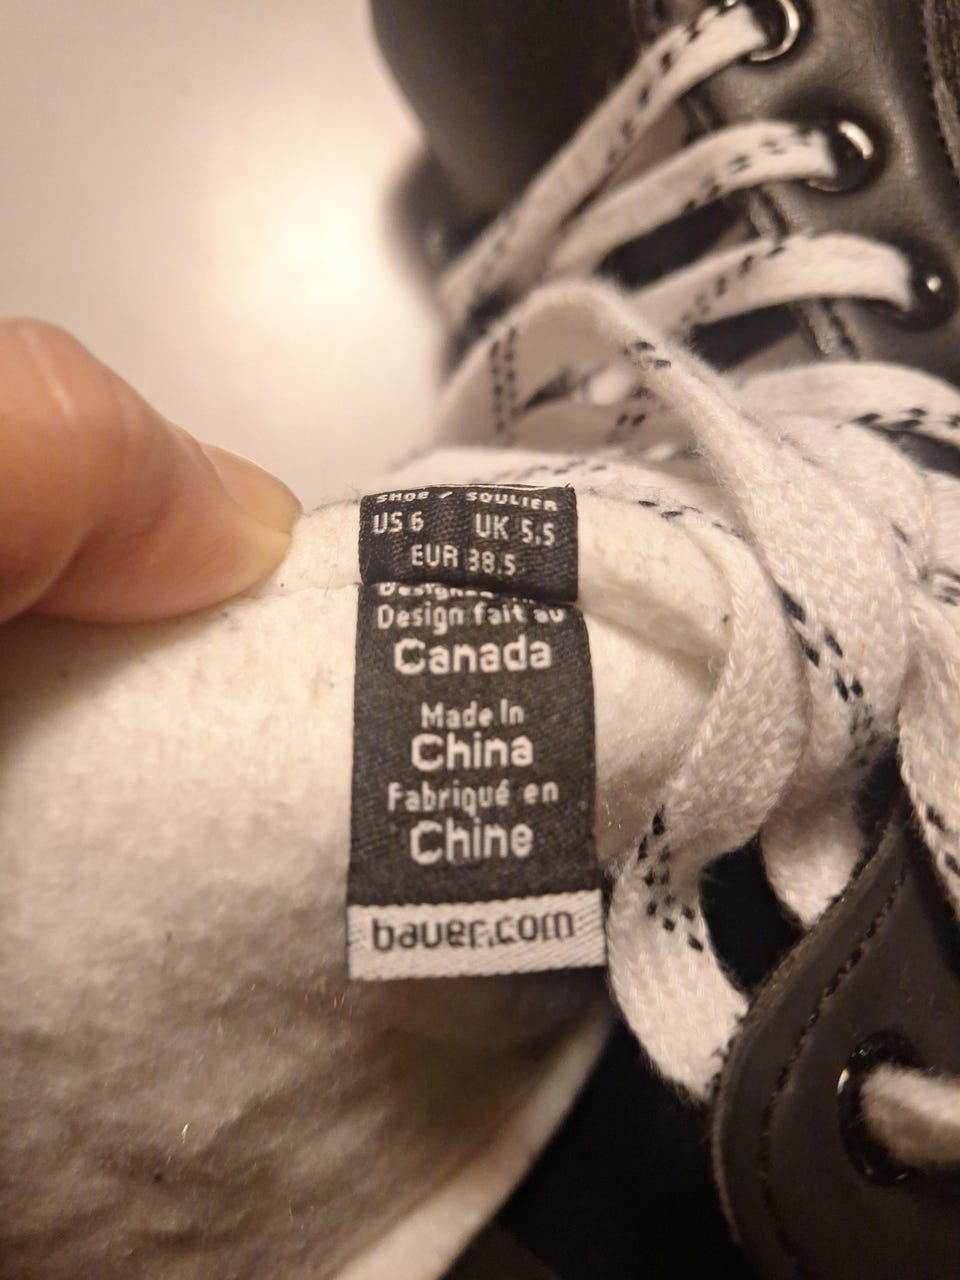 SHOE / SOULIER
US 6 UK 5.5
EUR 38.5
Design fait au
Canada
Made In
China
Fabriqué en
Chine
bauer.com